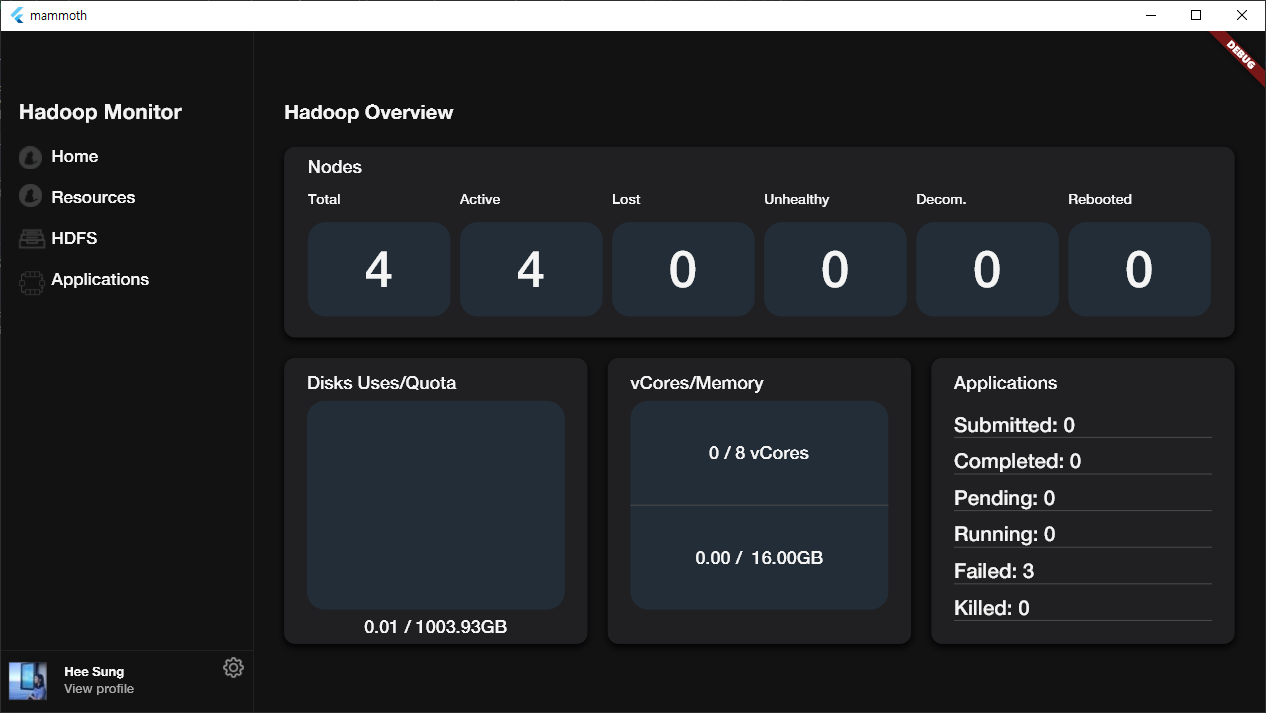 mammoth
DEBUG
Hadoop Monitor
Home
Resources
HDFS
Applications
Hadoop Overview
Nodes
Total Active Lost Unhealthy Decom. Rebooted
4 4 0 0 0 0
Disks Uses/Quota
0.01 / 1003.93GB
vCores/Memory
0 / 8 vCores
0.00 / 16.00GB
Applications
Submitted: 0
Completed: 0
Pending: 0
Running: 0
Failed: 3
Killed: 0
Hee Sung
View profile